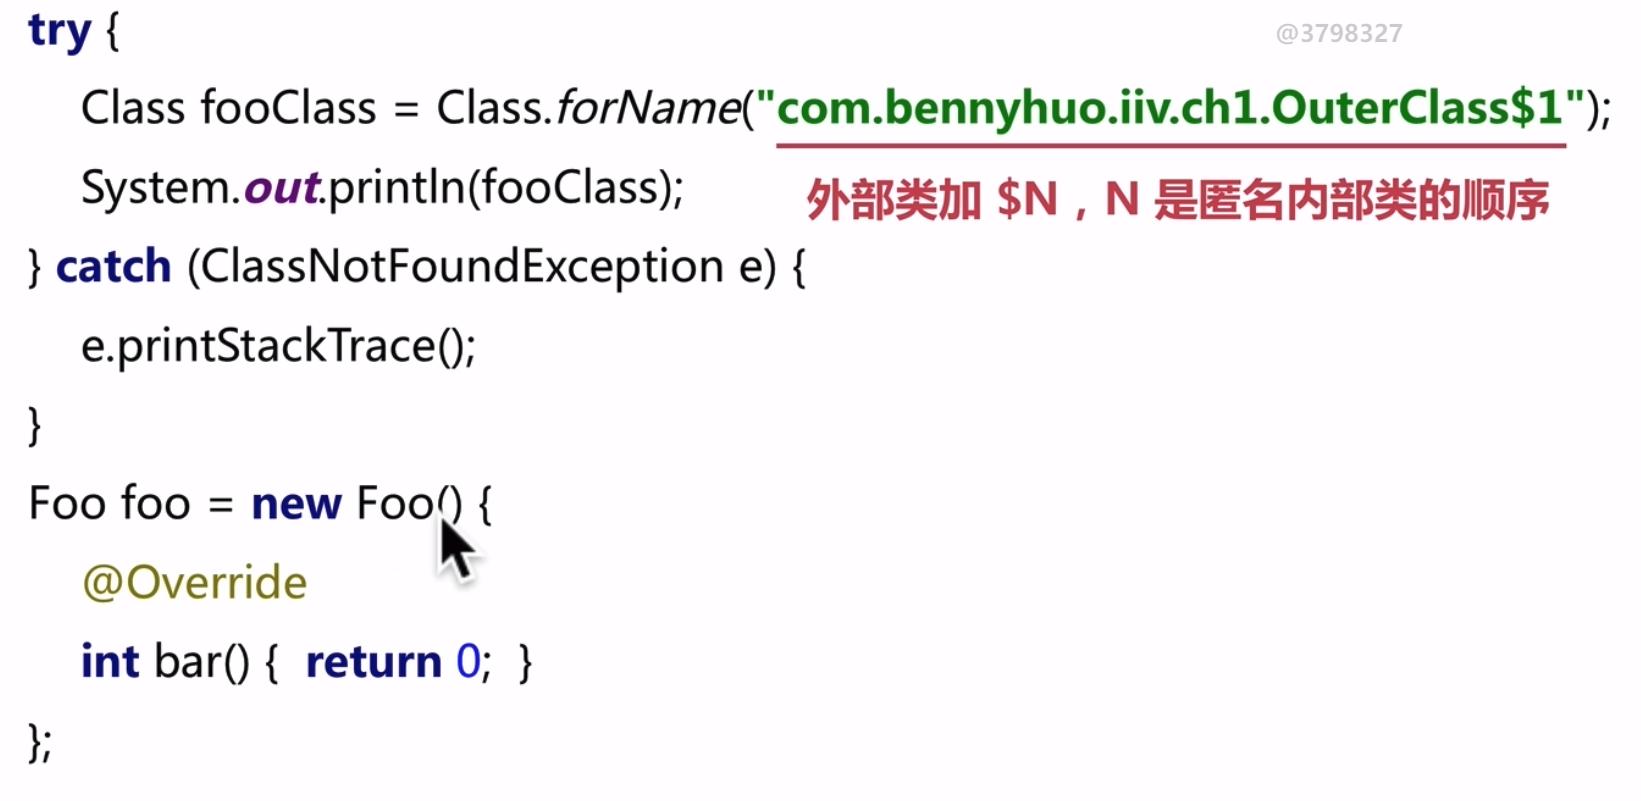 try {
@3798327
Class fooClass = Class.forName("com.bennyhuo.iiv.ch1.OuterClass$1");
System.out.println(fooClass);
外部类加 $N，N 是匿名内部类的顺序
} catch (ClassNotFoundException e) {
e.printStackTrace();
}
Foo foo = new Foo() {
@Override
int bar() { return 0; }
};